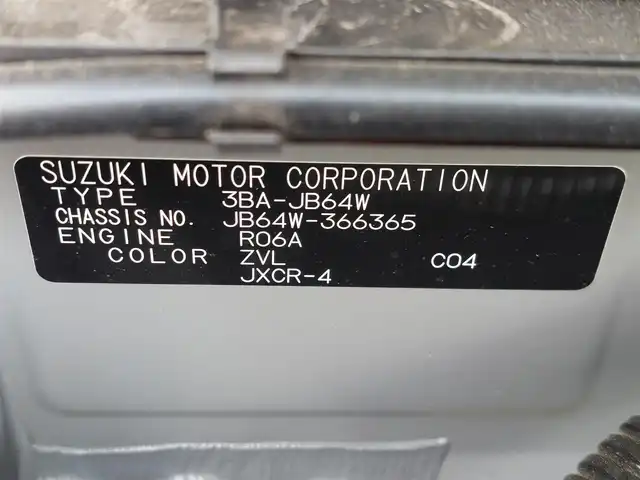 SUZUKI MOTOR CORPORATION
TYPE 3BA-JB64W
CHASSIS NO. JB64W-366365
ENGINE R06A
COLOR ZVL C04
JXCR-4